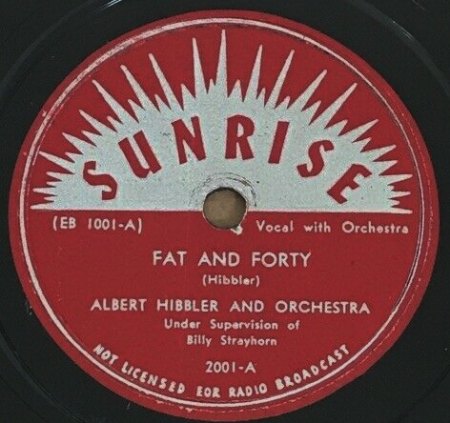 SUNRISE
(EB 1001-A) Vocal with Orchestra
FAT AND FORTY
(Hibbler)
ALBERT HIBBLER AND ORCHESTRA
Under Supervision of
Billy Strayhorn
2001-A
NOT LICENSED FOR RADIO BROADCAST